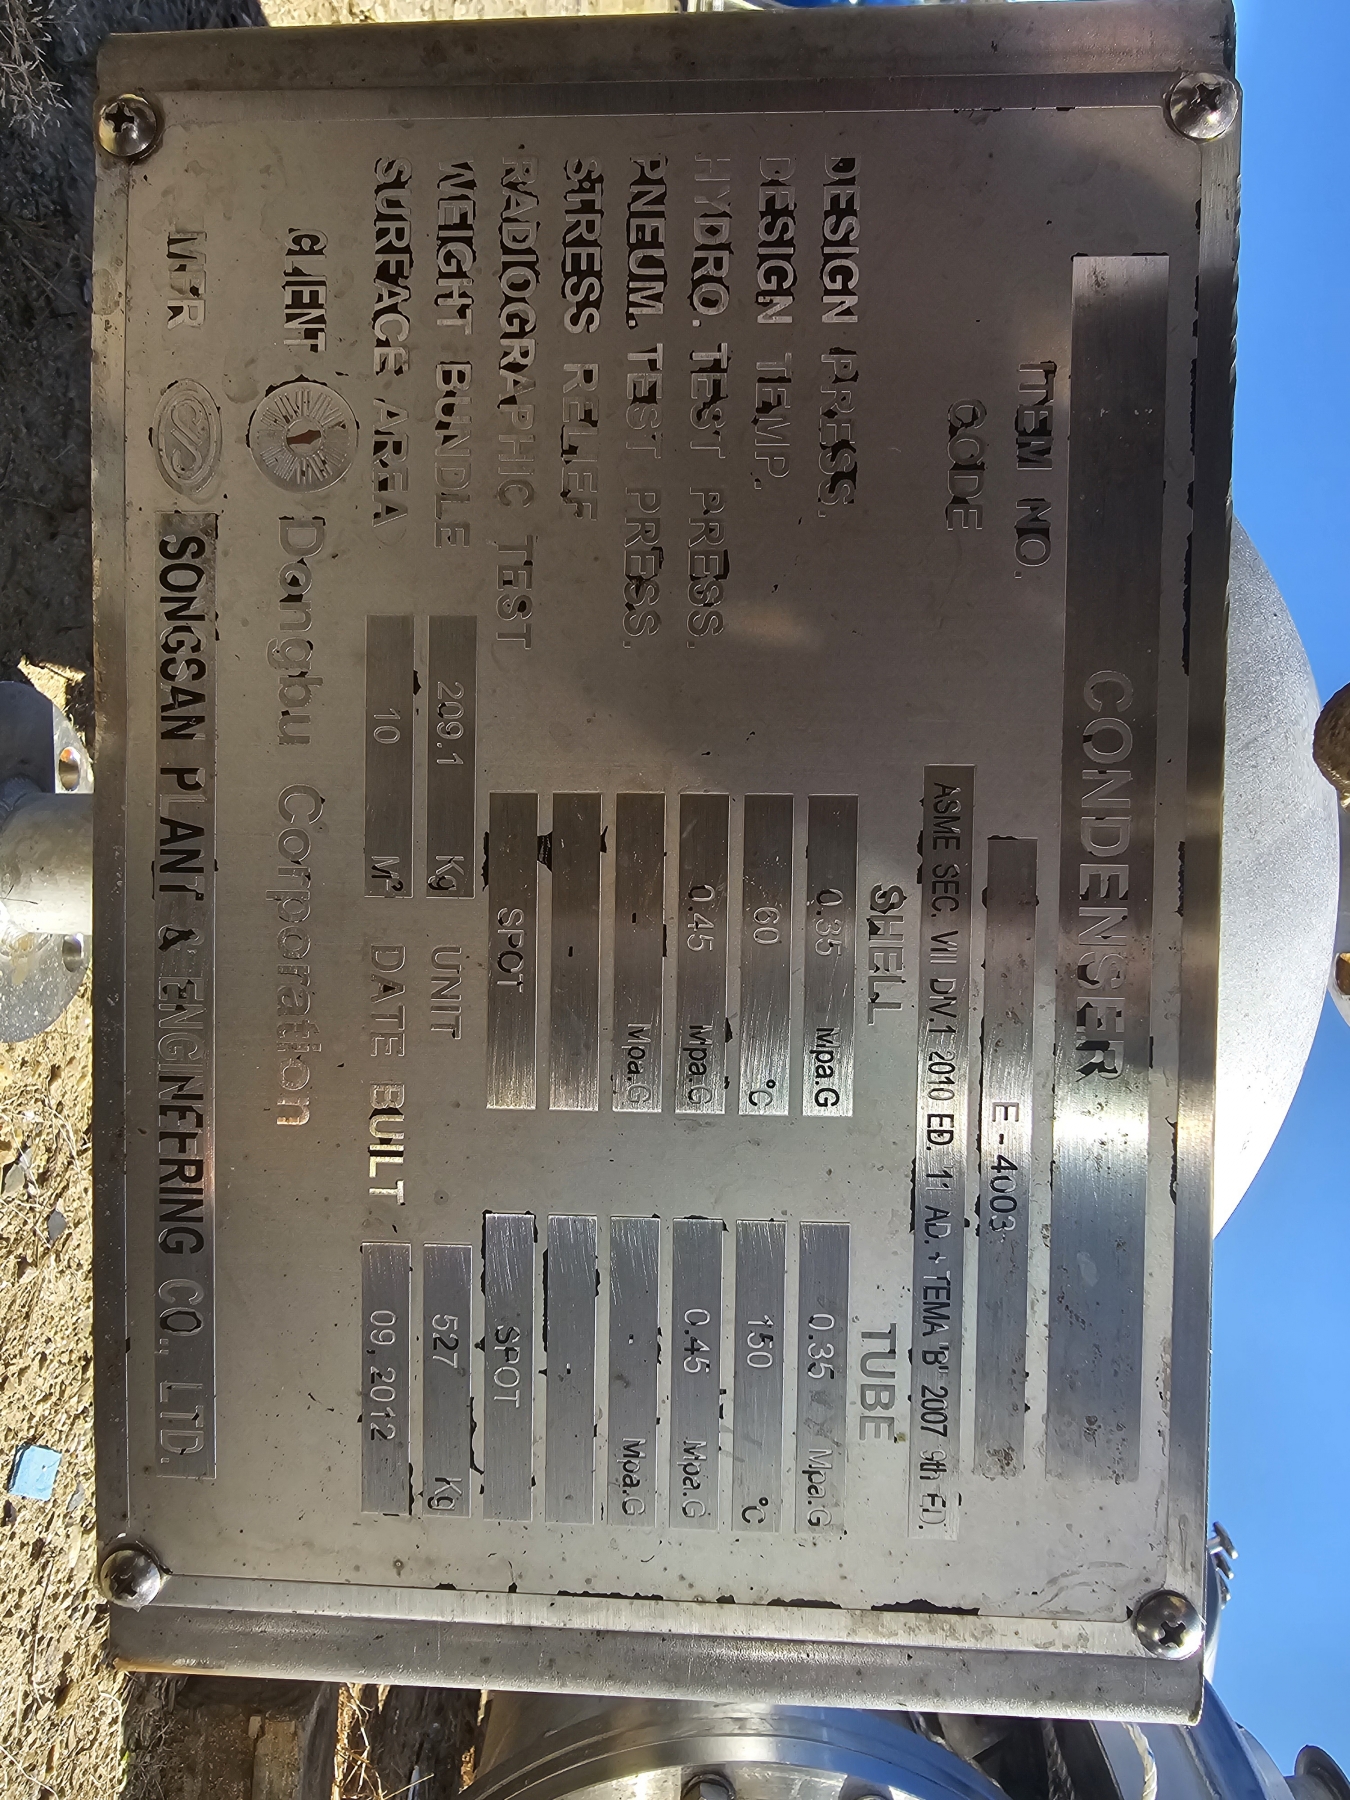 CONDENSER
ITEM NO. E - 4003
CODE ASME SEC. VIII DIV.1 2010 ED. 11 AD. + TEMA "B" 2007 9th ED.
SHELL TUBE
DESIGN PRESS. 0.35 Mpa.G 0.35 Mpa.G
DESIGN TEMP. 60 °C 150 °C
HYDRO. TEST PRESS. 0.45 Mpa.G 0.45 Mpa.G
PNEUM. TEST PRESS. - Mpa.G - Mpa.G
STRESS RELIEF - -
RADIOGRAPHIC TEST SPOT SPOT
WEIGHT BUNDLE 209.1 Kg UNIT 527 Kg
SURFACE AREA 10 M² DATE BUILT 09, 2012
CLIENT Dongbu Corporation
MFR SONGSAN PLANT & ENGINEERING CO., LTD.